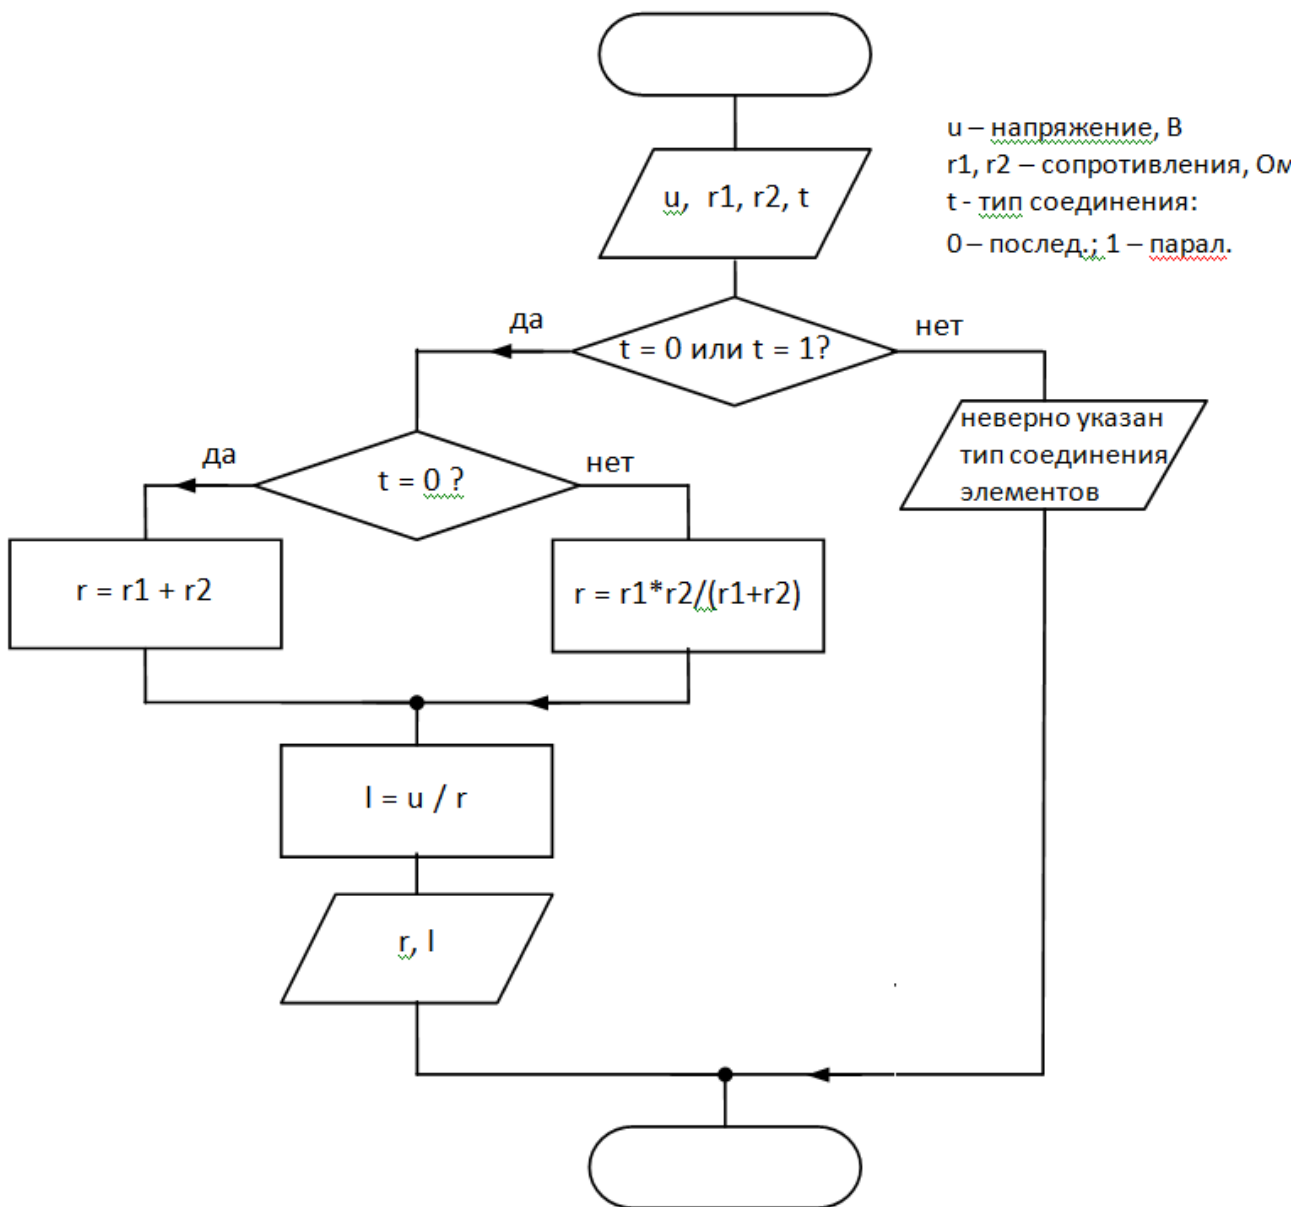 u – напряжение, В
r1, r2 – сопротивления, Ом
t - тип соединения:
0 – послед.; 1 – парал.
u, r1, r2, t
t = 0 или t = 1?
да
нет
неверно указан
тип соединения
элементов
t = 0 ?
да
нет
r = r1 + r2
r = r1*r2/(r1+r2)
I = u / r
r, I